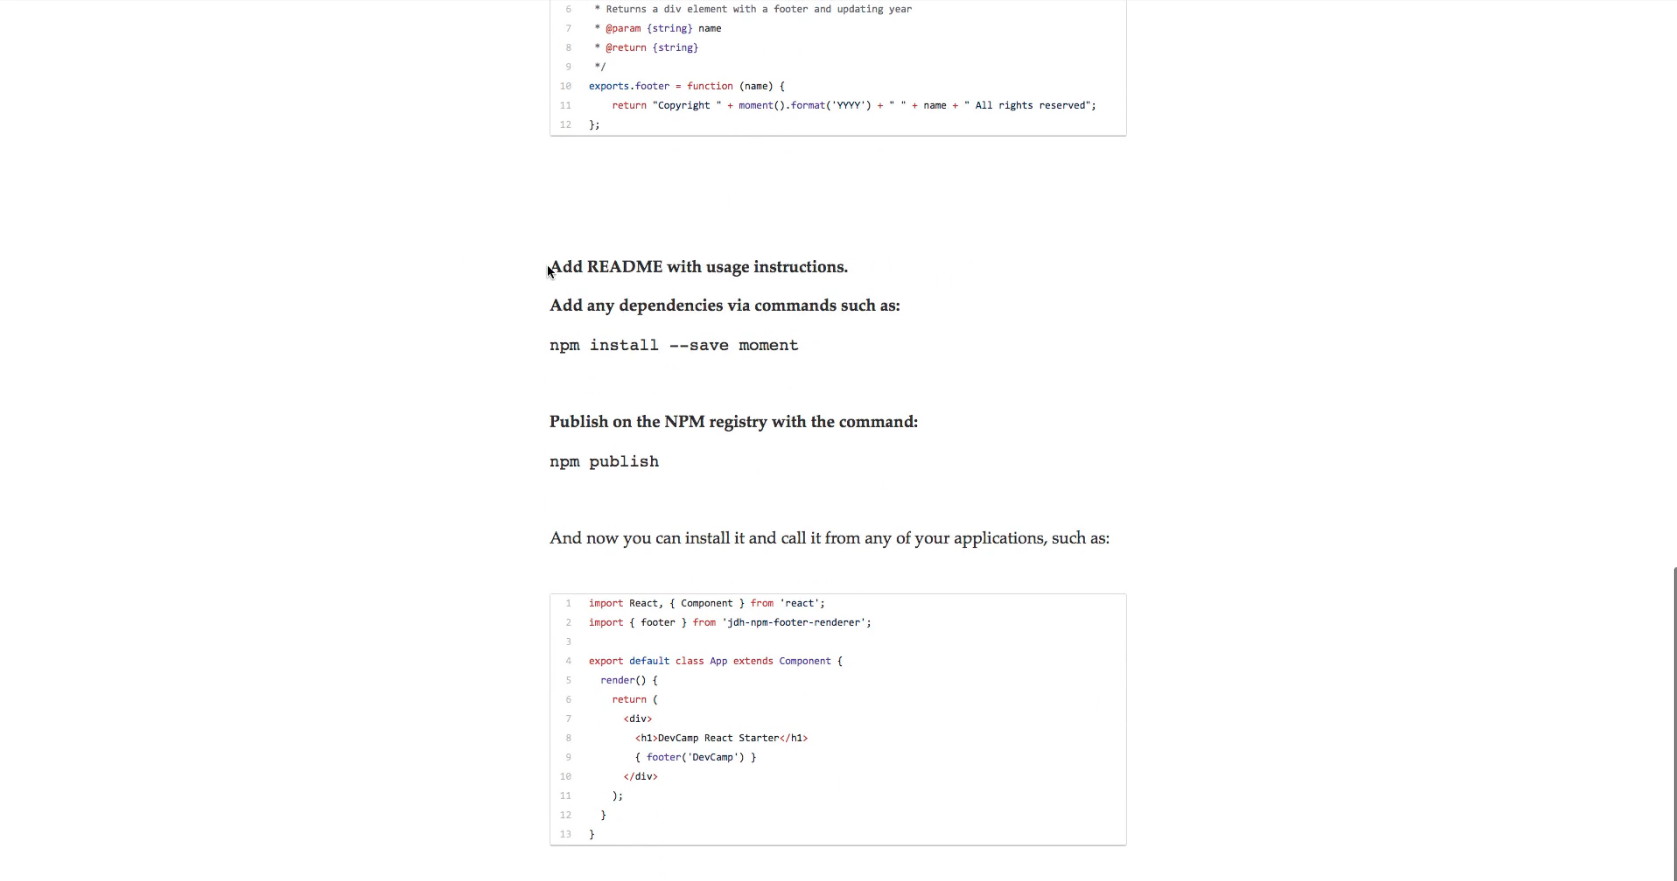 6 * Returns a div element with a footer and updating year
7 * @param {string} name
8 * @return {string}
9 */
10 exports.footer = function (name) {
11 return "Copyright " + moment().format('YYYY') + " " + name + " All rights reserved";
12 };
Add README with usage instructions.
Add any dependencies via commands such as:
npm install --save moment
Publish on the NPM registry with the command:
npm publish
And now you can install it and call it from any of your applications, such as:
1 import React, { Component } from 'react';
2 import { footer } from 'jdh-npm-footer-renderer';
3
4 export default class App extends Component {
5 render() {
6 return (
7 <div>
8 <h1>DevCamp React Starter</h1>
9 { footer('DevCamp') }
10 </div>
11 );
12 }
13 }